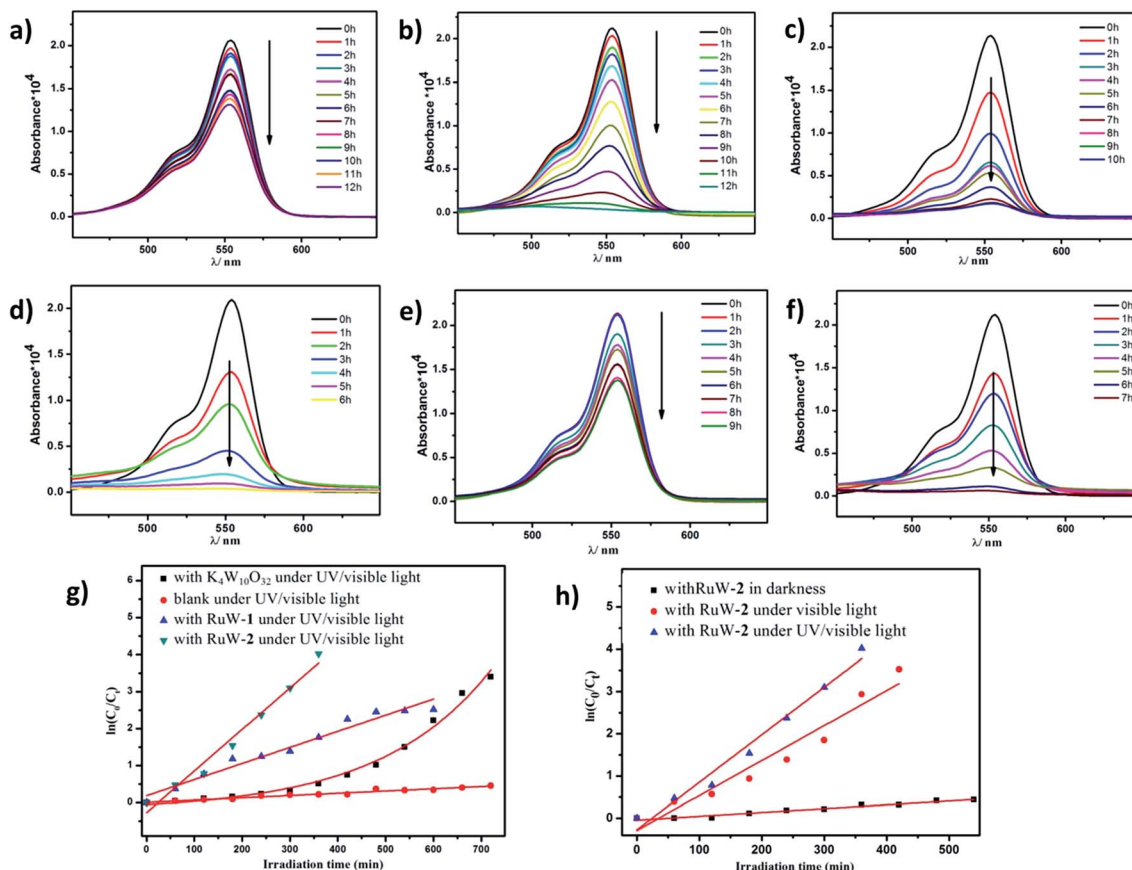 a)
Absorbance*10⁴
2.0
1.5
1.0
0.5
0.0
500
550
600
λ/ nm
0h
1h
2h
3h
4h
5h
6h
7h
8h
9h
10h
11h
12h
b)
Absorbance *10⁴
2.0
1.5
1.0
0.5
0.0
500
550
600
λ/ nm
0h
1h
2h
3h
4h
5h
6h
7h
8h
9h
10h
11h
12h
c)
Absorbance*10⁴
2.0
1.5
1.0
0.5
0.0
500
550
600
λ/ nm
0h
1h
2h
3h
4h
5h
6h
7h
8h
9h
10h
d)
Absorbance*10⁴
2.0
1.5
1.0
0.5
0.0
500
550
600
λ/ nm
0h
1h
2h
3h
4h
5h
6h
e)
Absorbance*10⁴
2.0
1.5
1.0
0.5
0.0
500
550
600
λ/ nm
0h
1h
2h
3h
4h
5h
6h
7h
8h
9h
f)
Absorbance*10⁴
2.0
1.5
1.0
0.5
0.0
500
550
600
λ/ nm
0h
1h
2h
3h
4h
5h
6h
7h
g)
with K₄W₁₀O₃₂ under UV/visible light
blank under UV/visible light
with RuW-1 under UV/visible light
with RuW-2 under UV/visible light
ln(C₀/Cₜ)
6
5
4
3
2
1
0
-1
0
100
200
300
400
500
600
700
Irradiation time (min)
h)
withRuW-2 in darkness
with RuW-2 under visible light
with RuW-2 under UV/visible light
ln(C₀/Cₜ)
5
4
3
2
1
0
-1
0
100
200
300
400
500
Irradiation time (min)